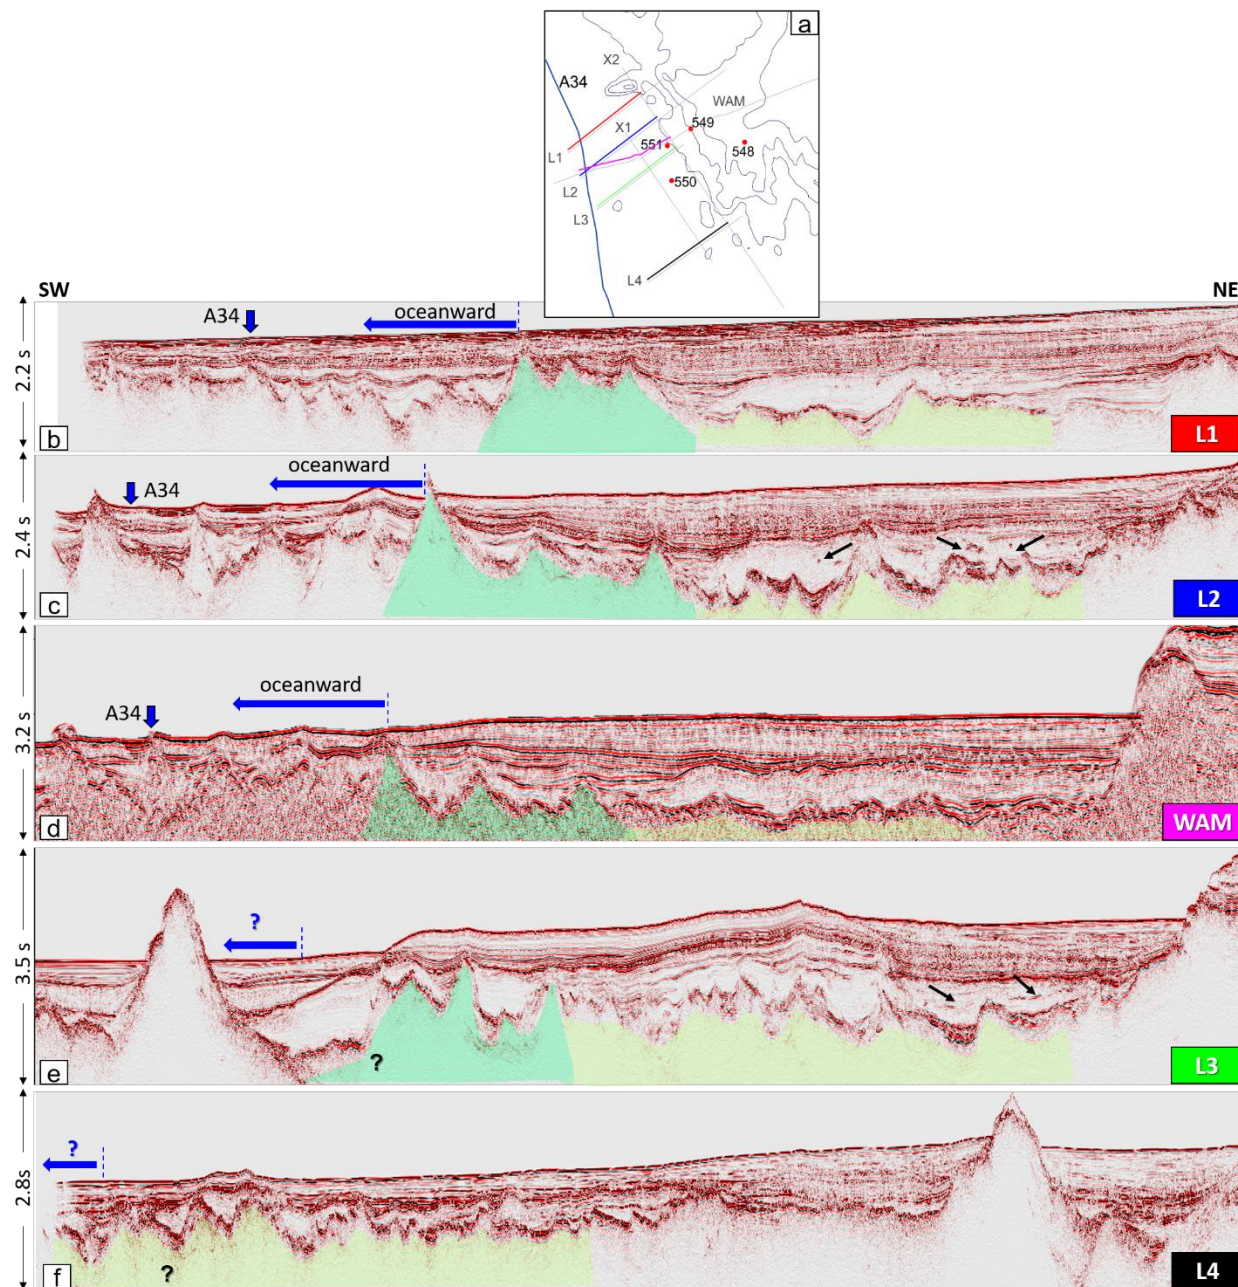 a
X2
A34
WAM
549
X1
551
548
L1
550
L2
L3
L4
SW
NE
A34
oceanward
2.2 s
b
L1
oceanward
A34
2.4 s
c
L2
oceanward
A34
3.2 s
d
WAM
?
3.5 s
?
e
L3
?
2.8s
?
f
L4